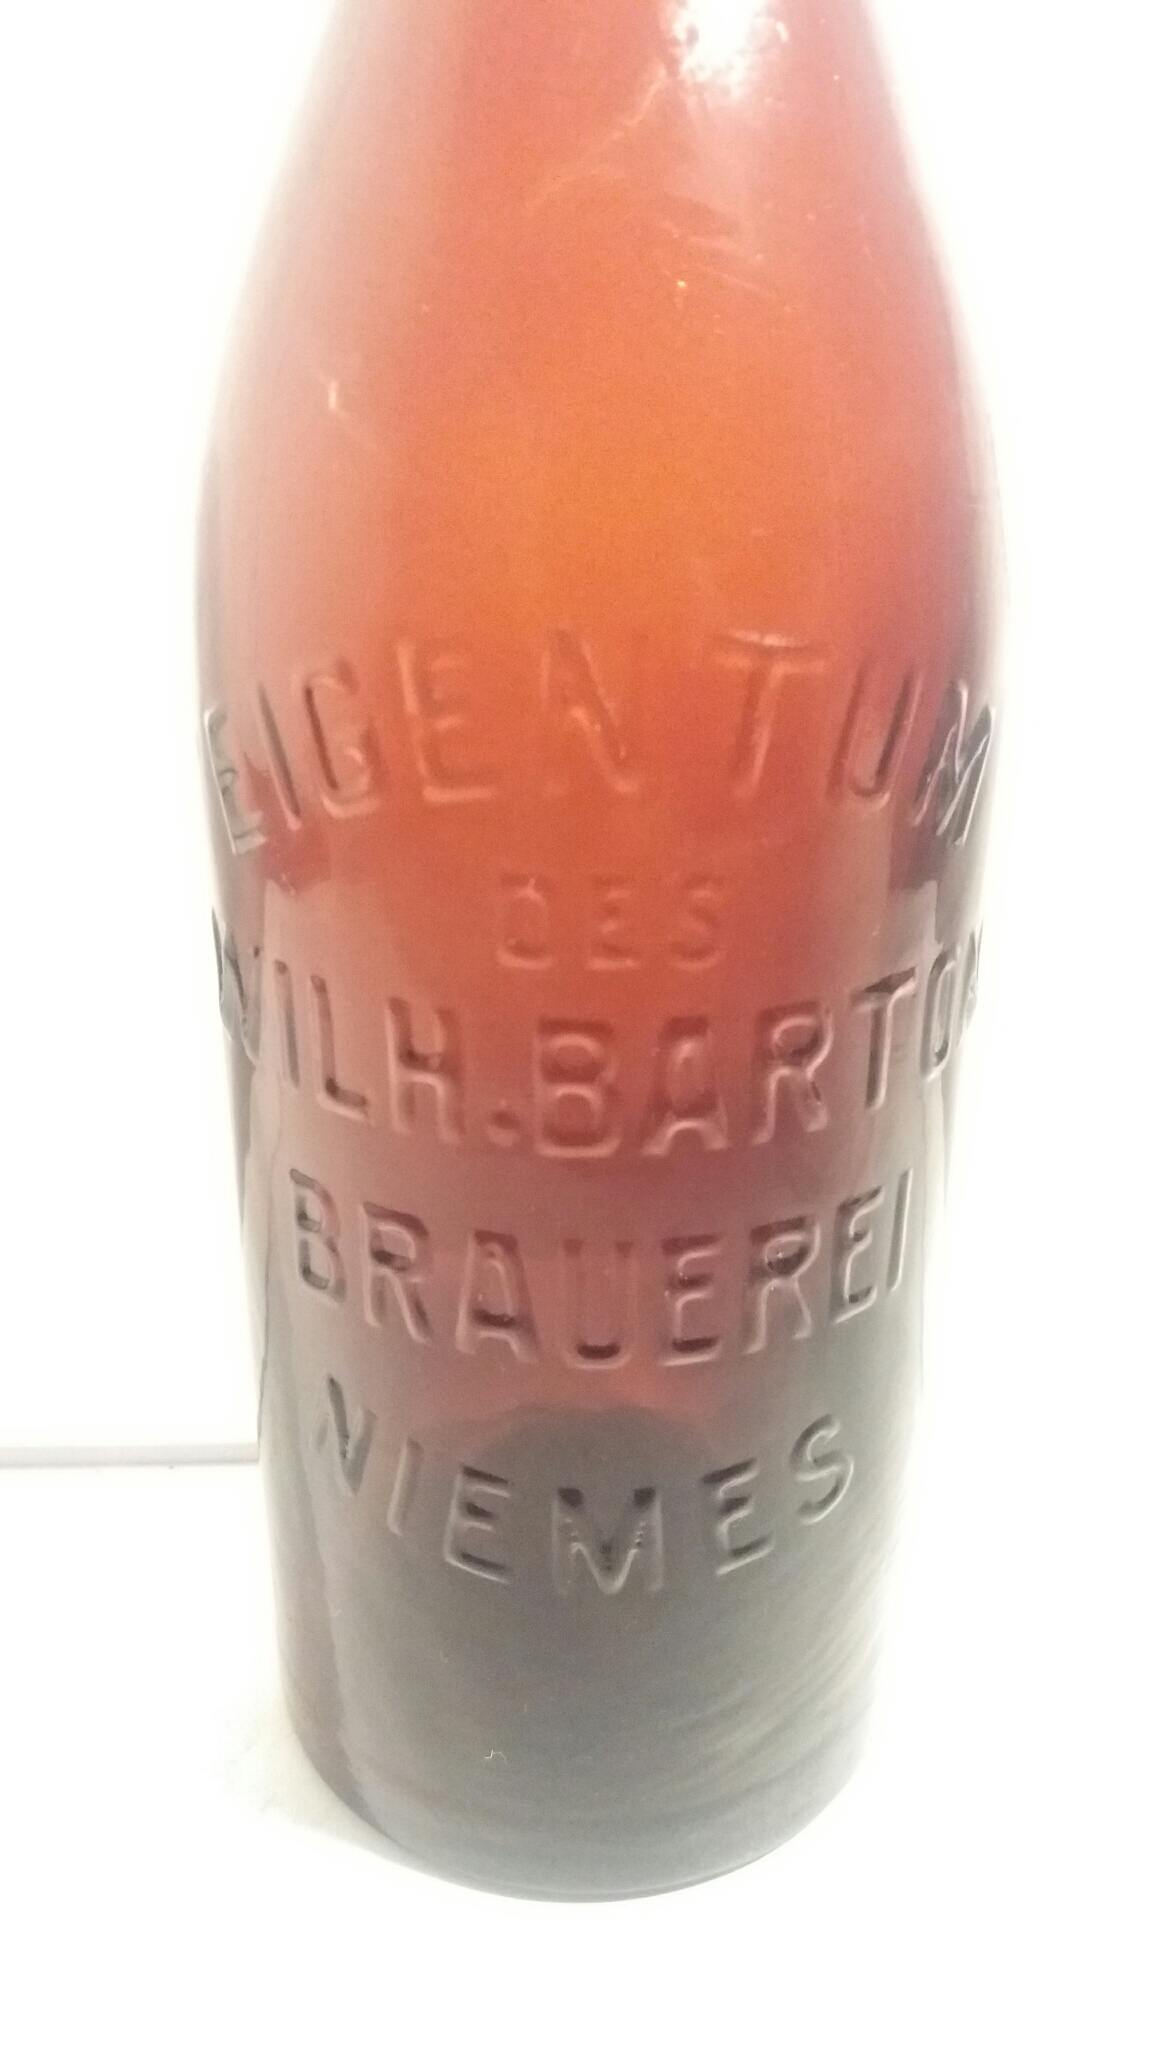 EIGENTUM
DES
WILH.BARTON
BRAUEREI
NIEMES